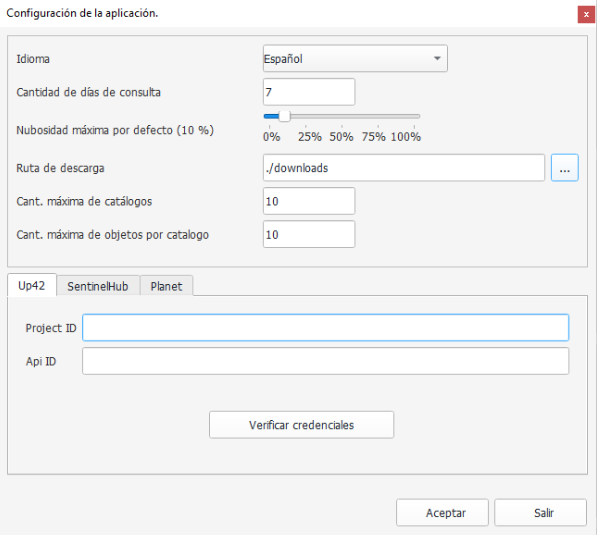 Configuración de la aplicación.
x
Idioma
Español
Cantidad de días de consulta
7
Nubosidad máxima por defecto (10 %)
0% 25% 50% 75% 100%
Ruta de descarga
./downloads
...
Cant. máxima de catálogos
10
Cant. máxima de objetos por catalogo
10
Up42 SentinelHub Planet
Project ID
Api ID
Verificar credenciales
Aceptar Salir